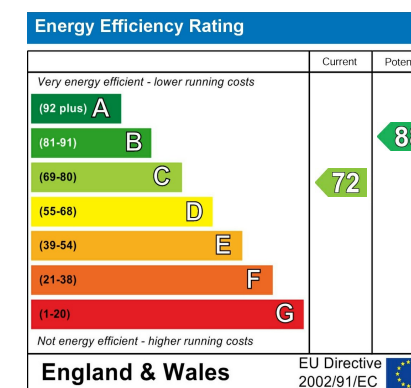 Energy Efficiency Rating
Current
Very energy efficient - lower running costs
(92 plus) A
(81-91) B
(69-80) C
72
(55-68) D
(39-54) E
(21-38) F
(1-20) G
Not energy efficient - higher running costs
England & Wales
EU Directive
2002/91/EC